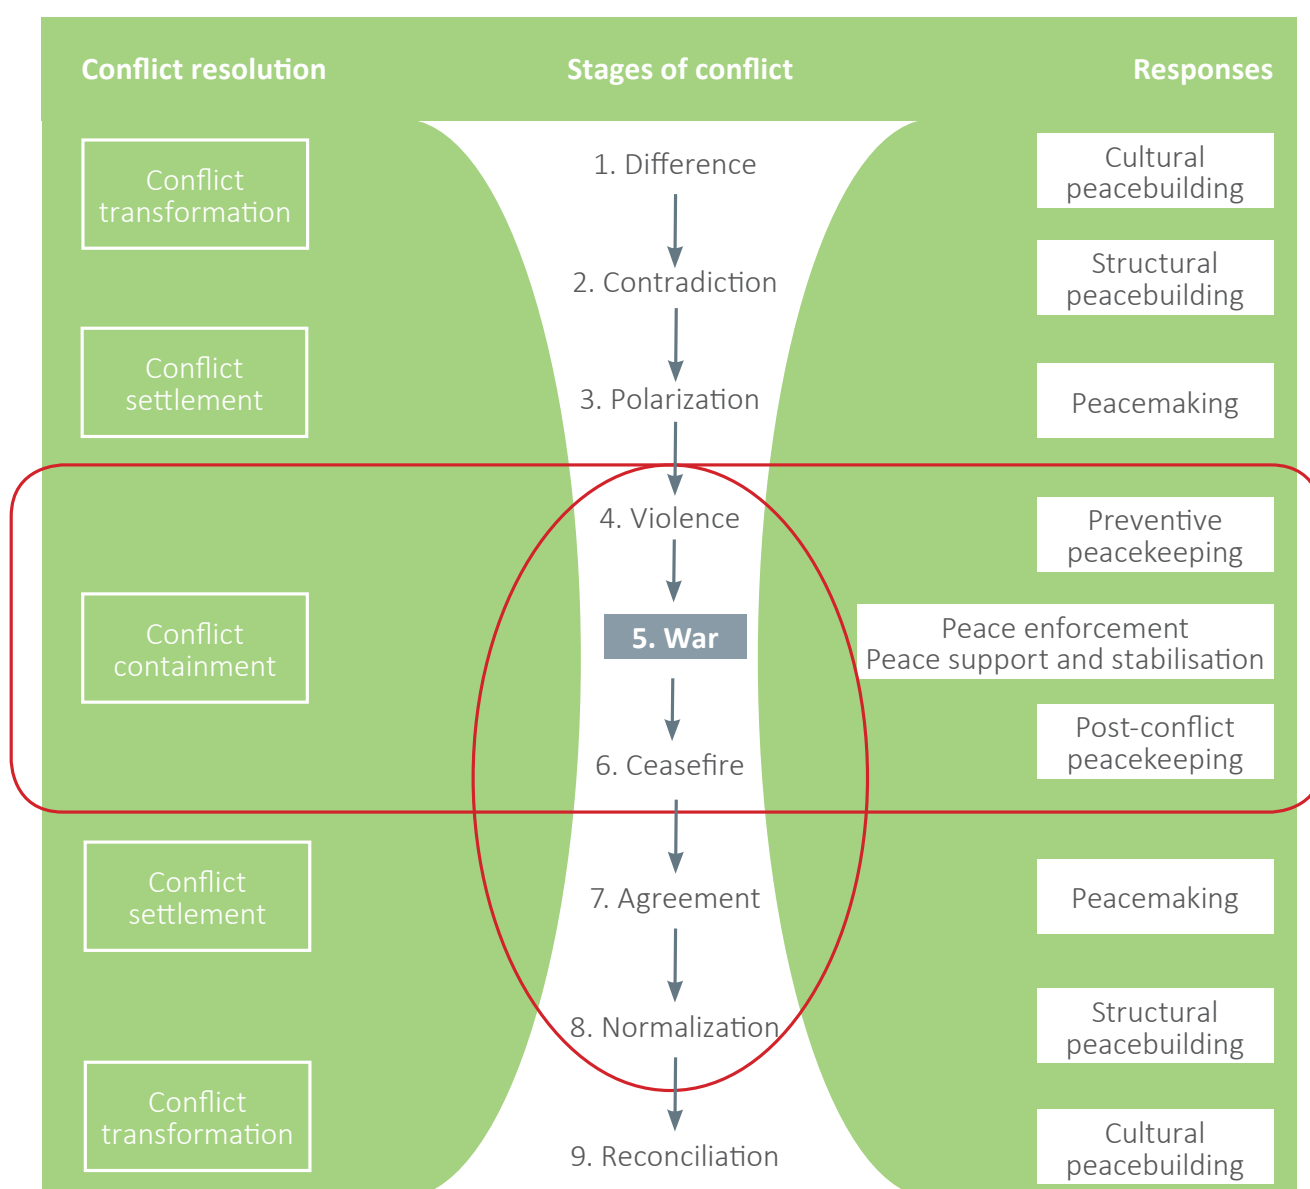 Conflict resolution
Stages of conflict
Responses
Conflict
transformation
1. Difference
Cultural
peacebuilding
2. Contradiction
Structural
peacebuilding
Conflict
settlement
3. Polarization
Peacemaking
4. Violence
Preventive
peacekeeping
Conflict
containment
5. War
Peace enforcement
Peace support and stabilisation
6. Ceasefire
Post-conflict
peacekeeping
Conflict
settlement
7. Agreement
Peacemaking
8. Normalization
Structural
peacebuilding
Conflict
transformation
9. Reconciliation
Cultural
peacebuilding